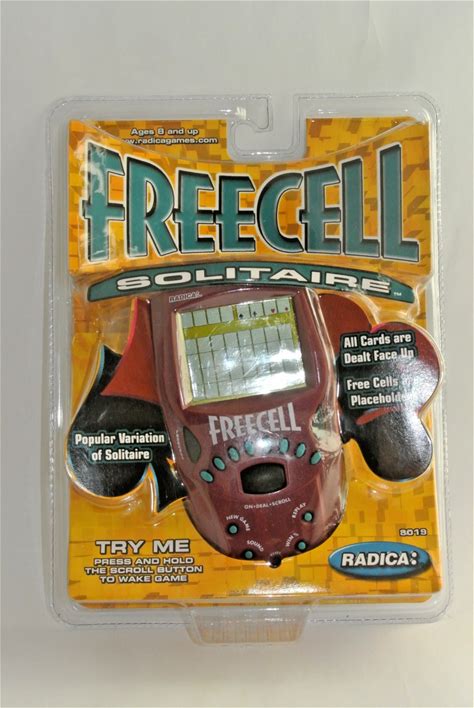 Ages 8 and up
www.radicagames.com
FREECELL
SOLITAIRE™
RADICA:
All Cards are
Dealt Face Up
Free Cells
Placeholder
Popular Variation
of Solitaire
FREECELL
ON•DEAL•SCROLL
NEW GAME
REPLAY
SOUND
8019
TRY ME
PRESS AND HOLD
THE SCROLL BUTTON
TO WAKE GAME
RADICA: